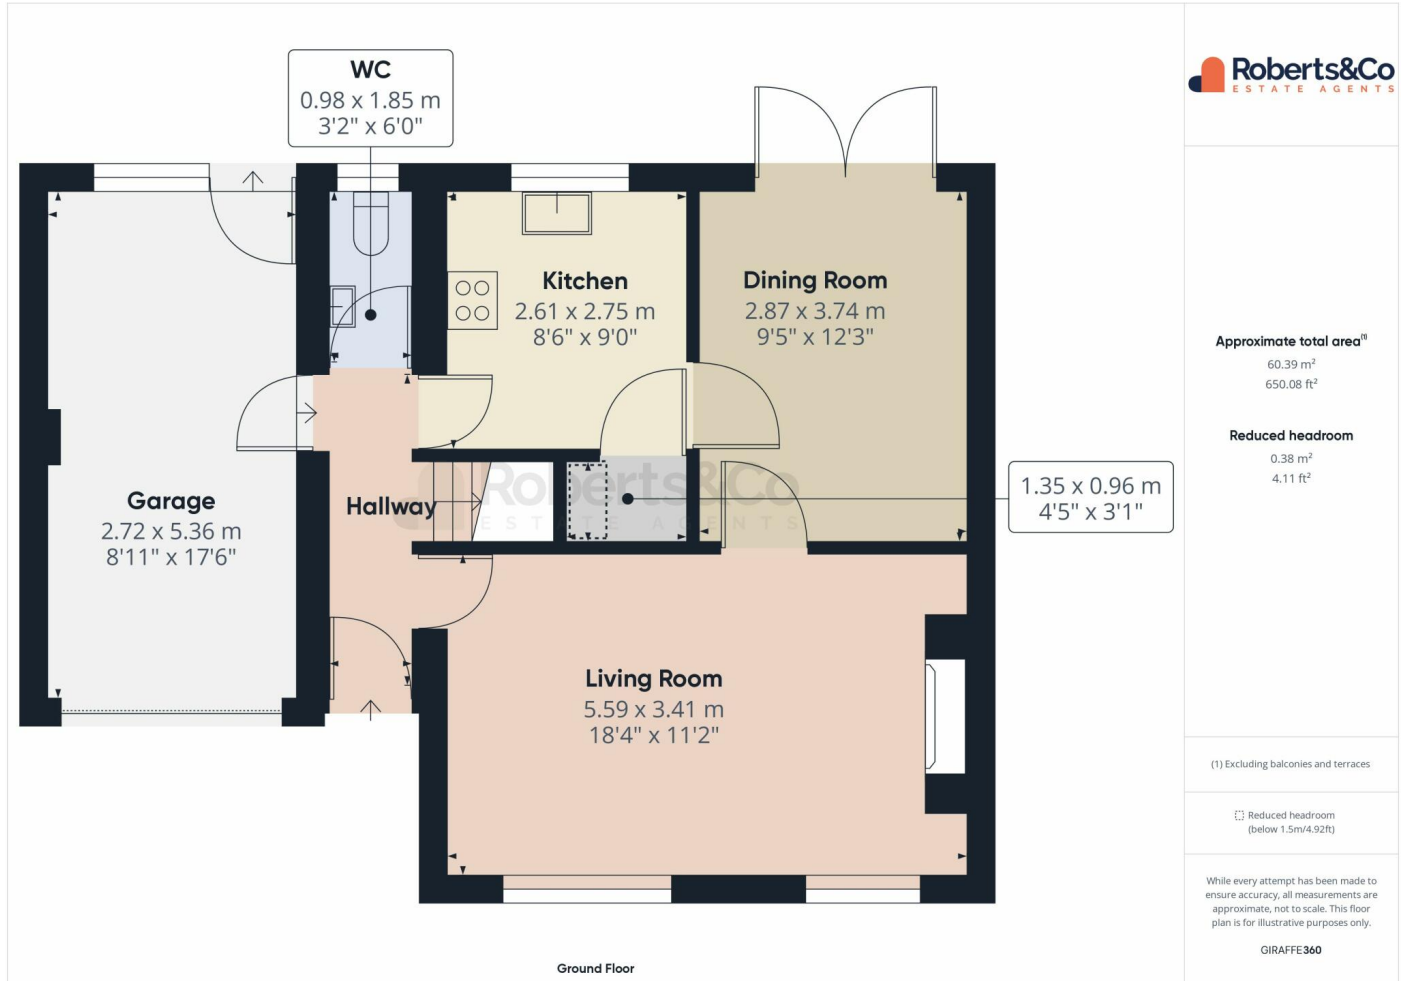 WC
0.98 x 1.85 m
3'2" x 6'0"
Kitchen
2.61 x 2.75 m
8'6" x 9'0"
Dining Room
2.87 x 3.74 m
9'5" x 12'3"
Garage
2.72 x 5.36 m
8'11" x 17'6"
Hallway
Roberts&Co
ESTATE AGENTS
1.35 x 0.96 m
4'5" x 3'1"
Living Room
5.59 x 3.41 m
18'4" x 11'2"
Ground Floor
Roberts&Co
ESTATE AGENTS
Approximate total area(1)
60.39 m²
650.08 ft²
Reduced headroom
0.38 m²
4.11 ft²
(1) Excluding balconies and terraces
Reduced headroom
(below 1.5m/4.92ft)
While every attempt has been made to
ensure accuracy, all measurements are
approximate, not to scale. This floor
plan is for illustrative purposes only.
GIRAFFE360